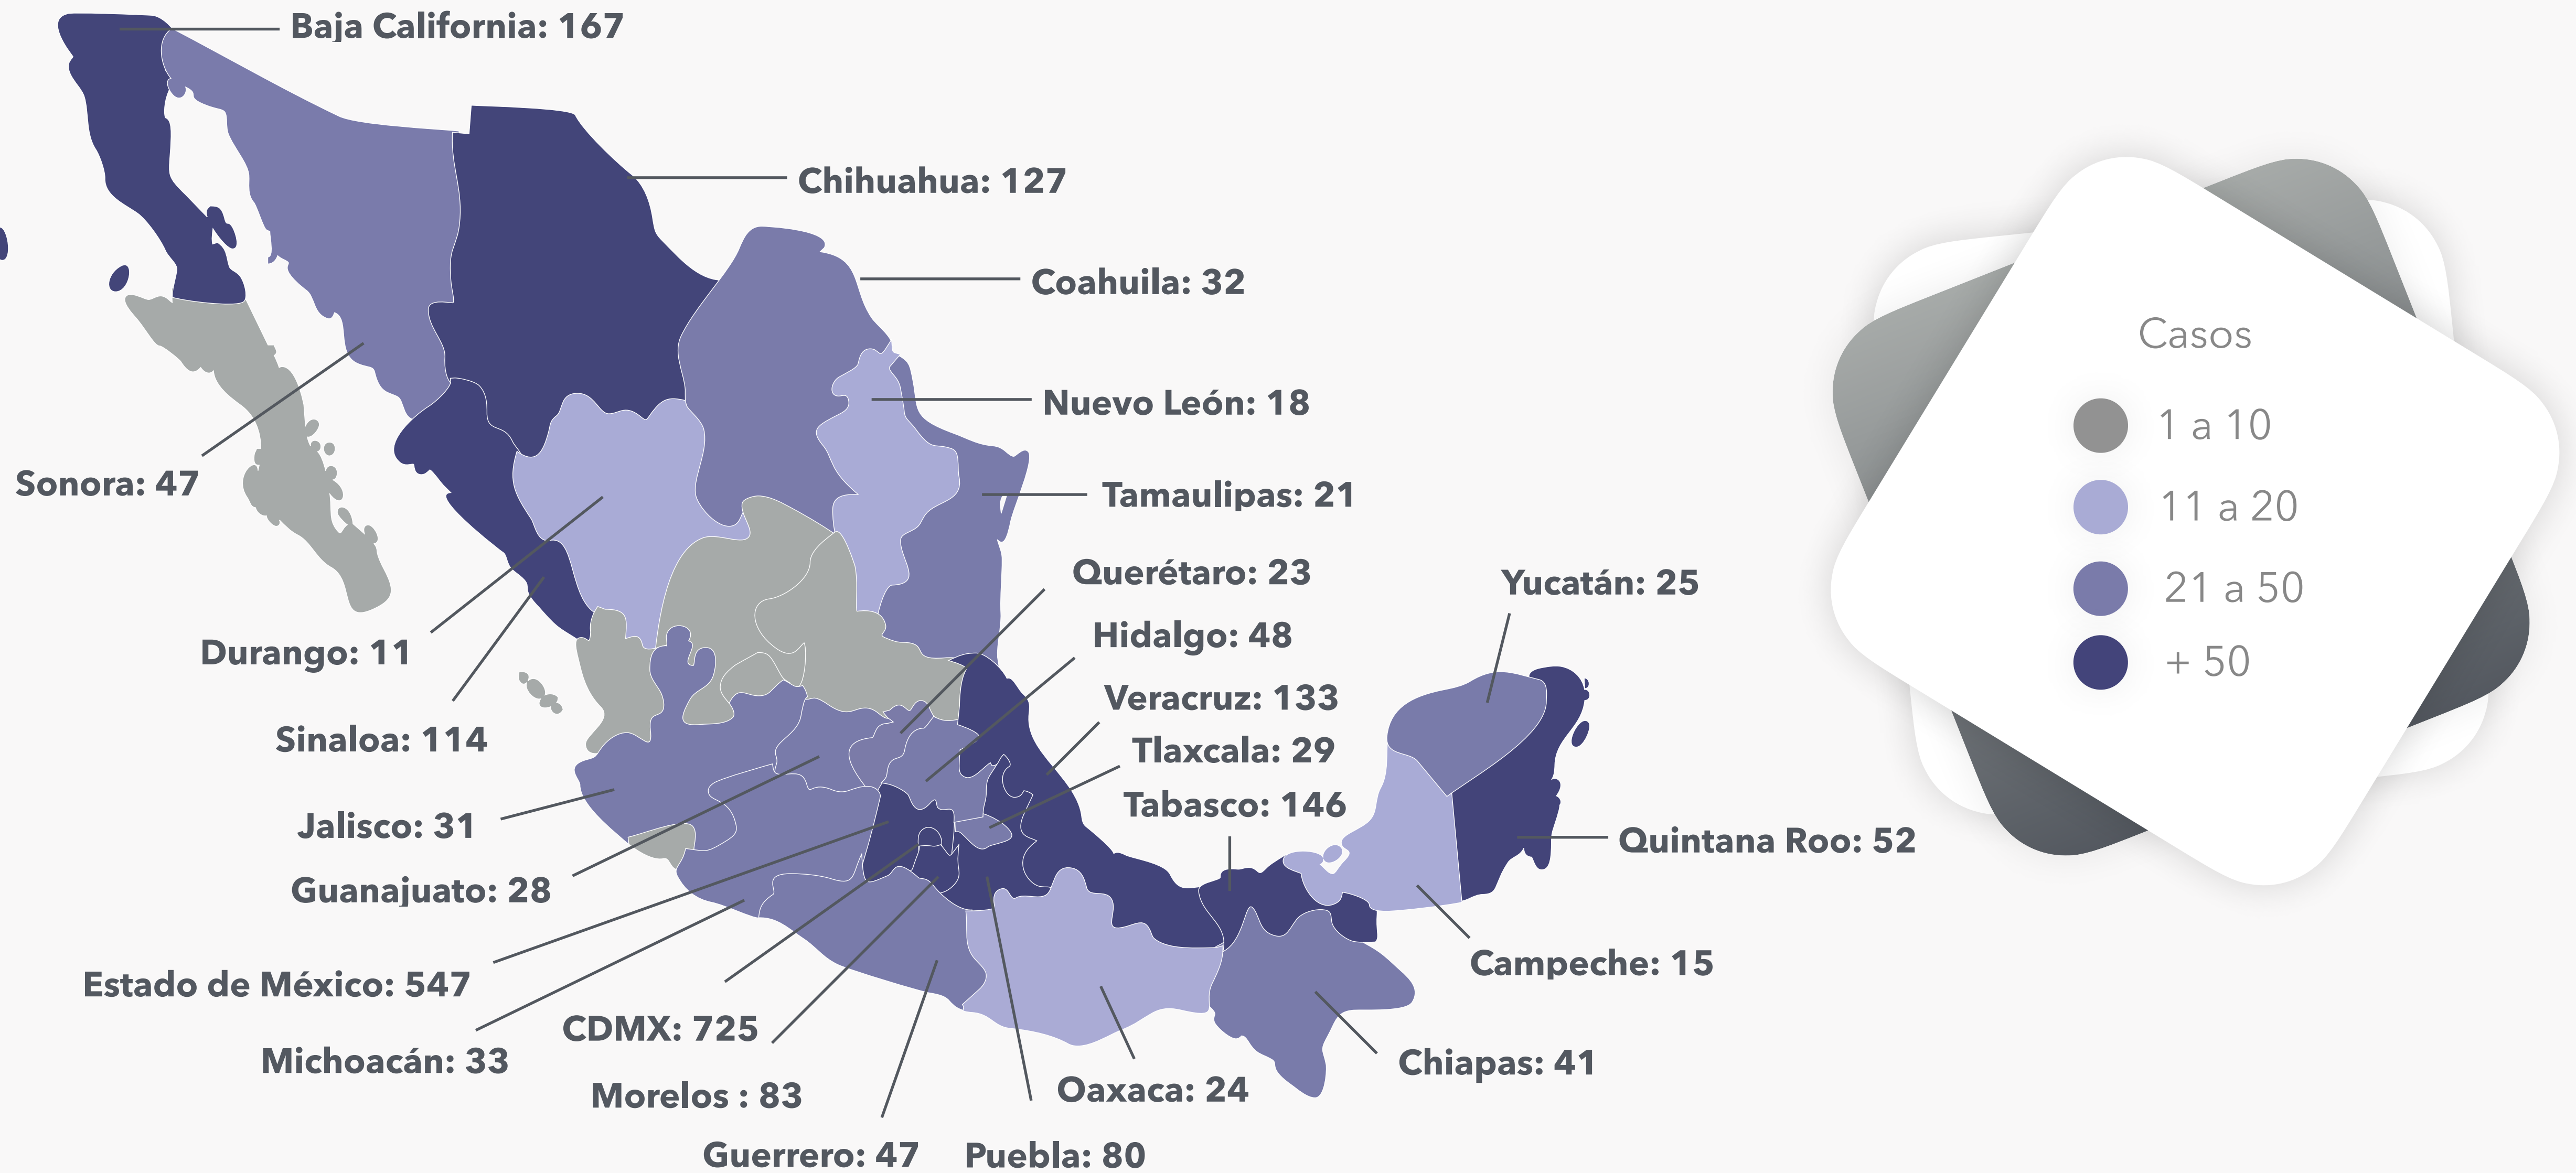 Baja California: 167
Chihuahua: 127
Coahuila: 32
Nuevo León: 18
Sonora: 47
Tamaulipas: 21
Querétaro: 23
Yucatán: 25
Hidalgo: 48
Durango: 11
Veracruz: 133
Sinaloa: 114
Tlaxcala: 29
Tabasco: 146
Jalisco: 31
Quintana Roo: 52
Guanajuato: 28
Campeche: 15
Estado de México: 547
CDMX: 725
Michoacán: 33
Chiapas: 41
Oaxaca: 24
Morelos : 83
Guerrero: 47
Puebla: 80
Casos
1 a 10
11 a 20
21 a 50
+ 50